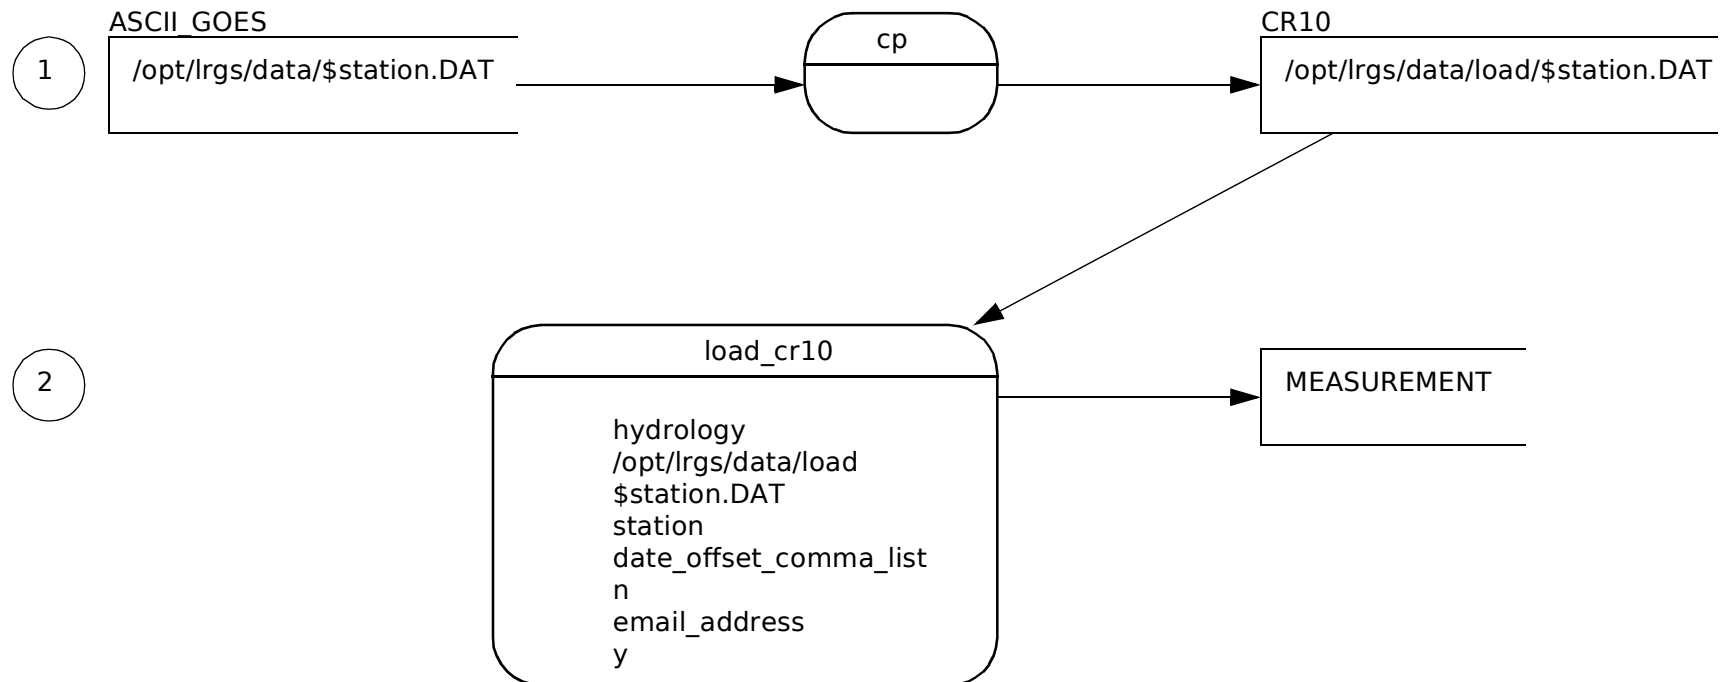 ASCII_GOES
CR10
cp
1
/opt/lrgs/data/$station.DAT
/opt/lrgs/data/load/$station.DAT
load_cr10
2
MEASUREMENT
hydrology
/opt/lrgs/data/load
$station.DAT
station
date_offset_comma_list
n
email_address
y